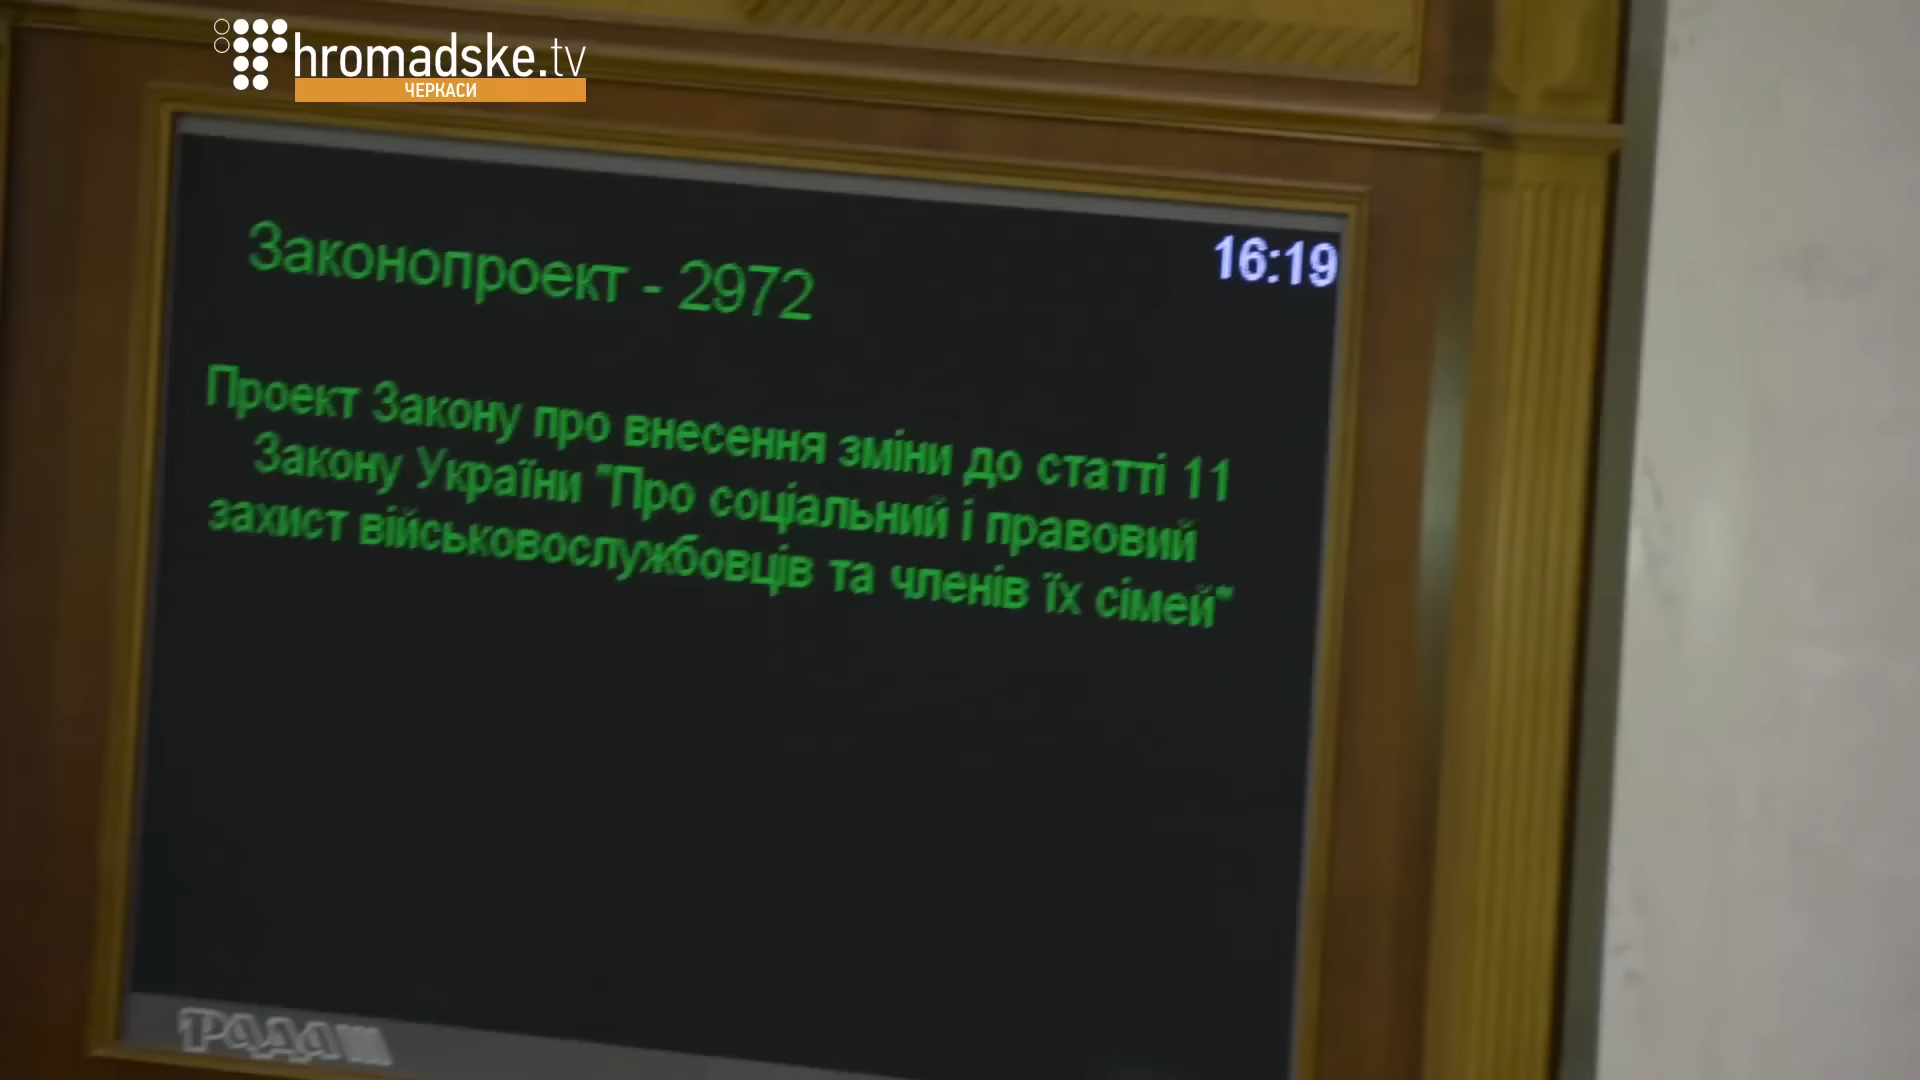 hromadske.tv
ЧЕРКАСИ
16:19
Законопроект - 2972
Проект Закону про внесення зміни до статті 11
Закону України "Про соціальний і правовий
захист військовослужбовців та членів їх сімей"
РАДА III